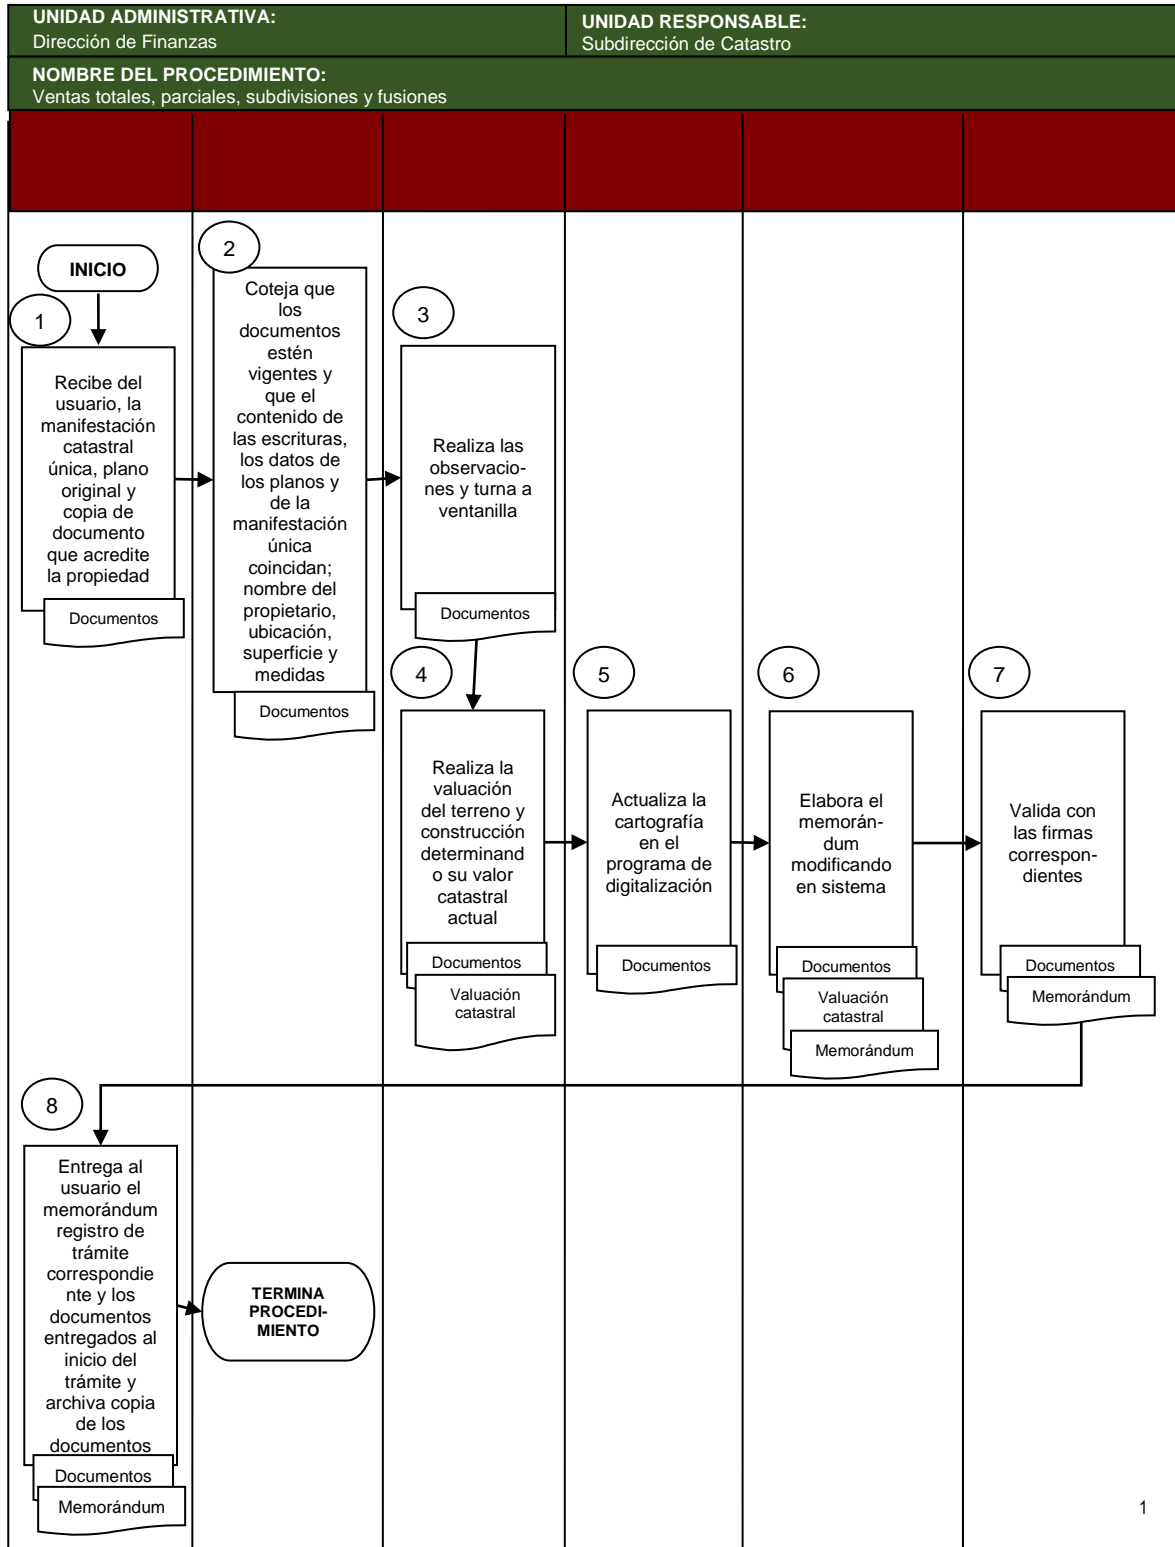 UNIDAD ADMINISTRATIVA:
Dirección de Finanzas
UNIDAD RESPONSABLE:
Subdirección de Catastro
NOMBRE DEL PROCEDIMIENTO:
Ventas totales, parciales, subdivisiones y fusiones
INICIO
1
Recibe del
usuario, la
manifestación
catastral
única, plano
original y
copia de
documento
que acredite
la propiedad
Documentos
2
Coteja que
los
documentos
estén
vigentes y
que el
contenido de
las escrituras,
los datos de
los planos y
de la
manifestación
única
coincidan;
nombre del
propietario,
ubicación,
superficie y
medidas
Documentos
3
Realiza las
observacio-
nes y turna a
ventanilla
Documentos
4
Realiza la
valuación
del terreno y
construcción
determinand
o su valor
catastral
actual
Documentos
Valuación
catastral
5
Actualiza la
cartografía
en el
programa de
digitalización
Documentos
6
Elabora el
memorán-
dum
modificando
en sistema
Documentos
Valuación
catastral
Memorándum
7
Valida con
las firmas
correspon-
dientes
Documentos
Memorándum
8
Entrega al
usuario el
memorándum
registro de
trámite
correspondie
nte y los
documentos
entregados al
inicio del
trámite y
archiva copia
de los
documentos
Documentos
Memorándum
TERMINA
PROCEDI-
MIENTO
1